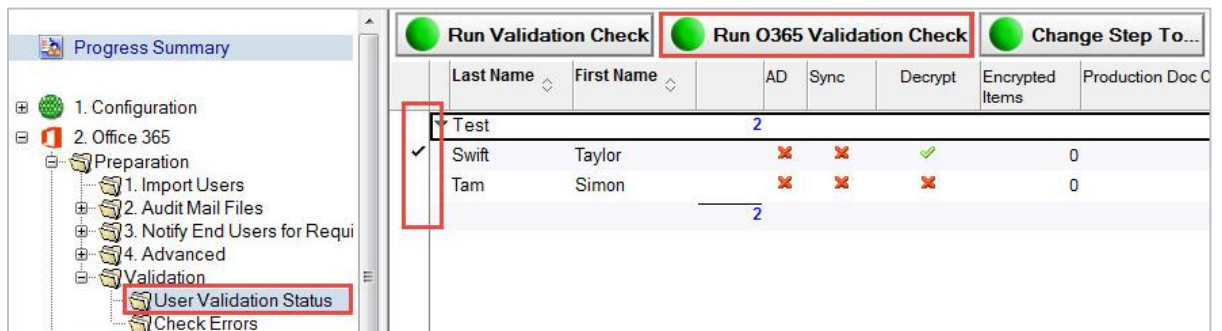 Progress Summary
1. Configuration
2. Office 365
Preparation
1. Import Users
2. Audit Mail Files
3. Notify End Users for Requi
4. Advanced
Validation
User Validation Status
Check Errors
Run Validation Check Run O365 Validation Check Change Step To...
Last Name First Name AD Sync Decrypt Encrypted Items Production Doc C
Test 2
Swift Taylor 0
Tam Simon 0
2